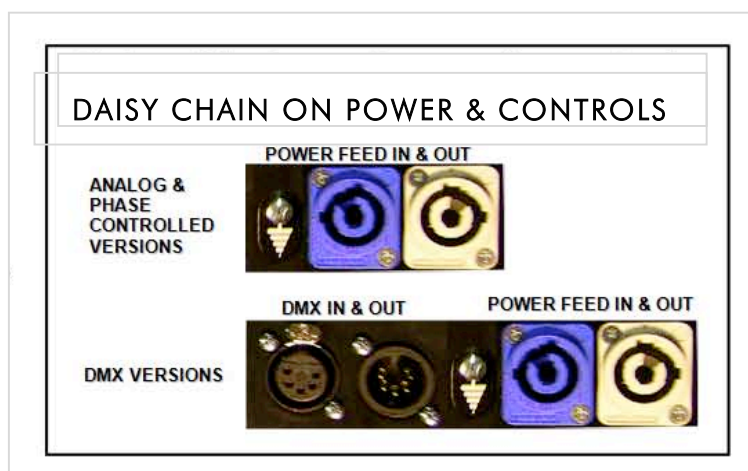 DAISY CHAIN ON POWER & CONTROLS
POWER FEED IN & OUT
ANALOG &
PHASE
CONTROLLED
VERSIONS
DMX IN & OUT
POWER FEED IN & OUT
DMX VERSIONS